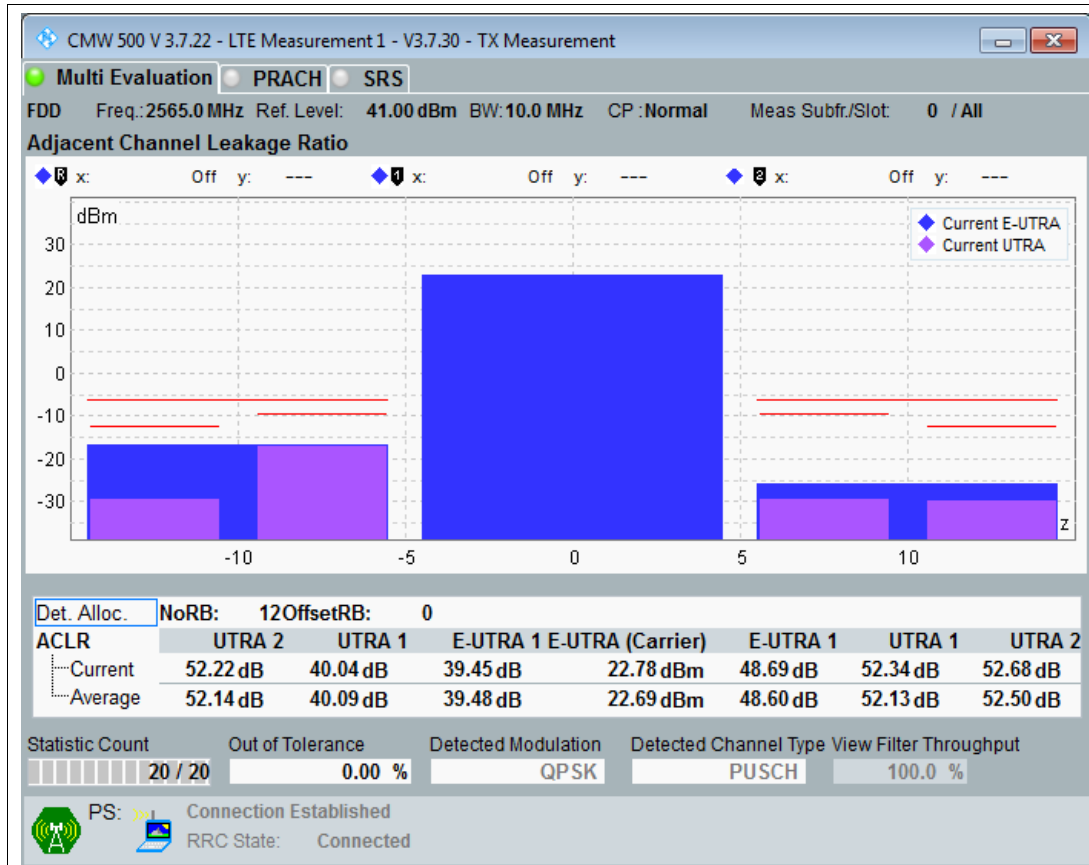 CMW 500 V 3.7.22 - LTE Measurement 1 - V3.7.30 - TX Measurement
Multi Evaluation PRACH SRS
FDD Freq.: 2565.0 MHz Ref. Level: 41.00 dBm BW: 10.0 MHz CP : Normal Meas Subfr./Slot: 0 / All
Adjacent Channel Leakage Ratio
R x: Off y: --- 1 x: Off y: --- 2 x: Off y: ---
dBm
Current E-UTRA
Current UTRA
30
20
10
0
-10
-20
-30
z
-10 -5 0 5 10
Det. Alloc. NoRB: 12 OffsetRB: 0
ACLR UTRA 2 UTRA 1 E-UTRA 1 E-UTRA (Carrier) E-UTRA 1 UTRA 1 UTRA 2
Current 52.22 dB 40.04 dB 39.45 dB 22.78 dBm 48.69 dB 52.34 dB 52.68 dB
Average 52.14 dB 40.09 dB 39.48 dB 22.69 dBm 48.60 dB 52.13 dB 52.50 dB
Statistic Count Out of Tolerance Detected Modulation Detected Channel Type View Filter Throughput
20 / 20 0.00 % QPSK PUSCH 100.0 %
PS: Connection Established
RRC State: Connected